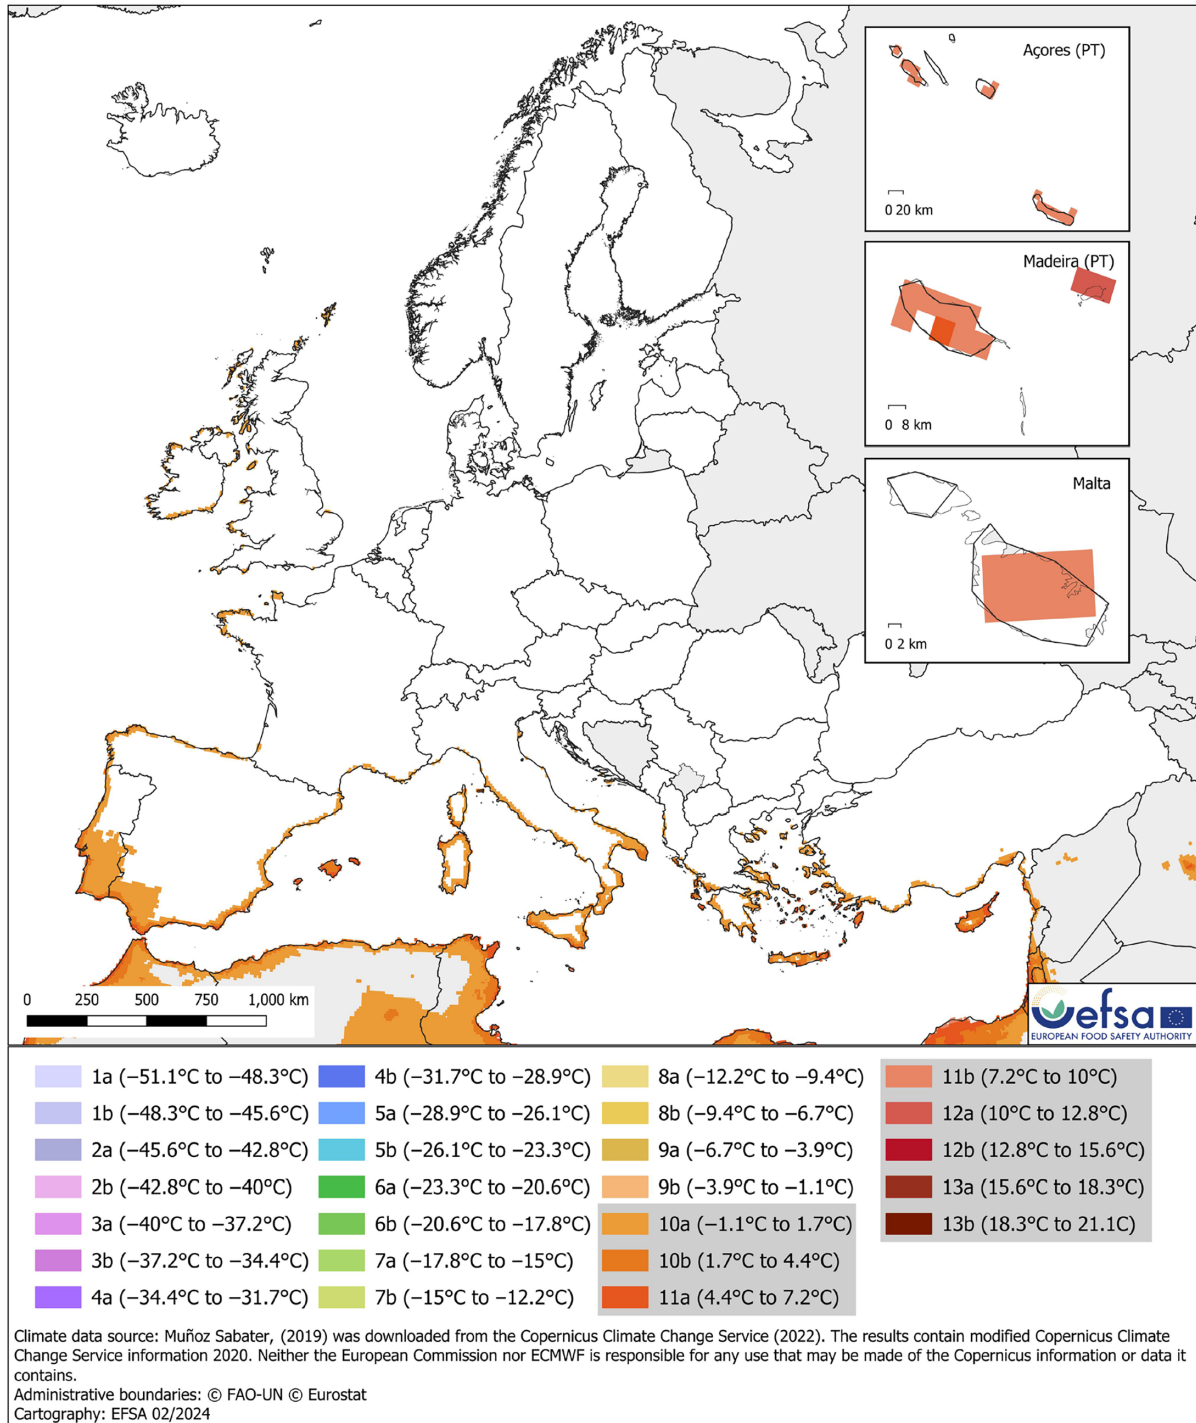 Açores (PT)
0 20 km
Madeira (PT)
0 8 km
Malta
0 2 km
0 250 500 750 1,000 km
efsa
EUROPEAN FOOD SAFETY AUTHORITY
1a (−51.1°C to −48.3°C)
1b (−48.3°C to −45.6°C)
2a (−45.6°C to −42.8°C)
2b (−42.8°C to −40°C)
3a (−40°C to −37.2°C)
3b (−37.2°C to −34.4°C)
4a (−34.4°C to −31.7°C)
4b (−31.7°C to −28.9°C)
5a (−28.9°C to −26.1°C)
5b (−26.1°C to −23.3°C)
6a (−23.3°C to −20.6°C)
6b (−20.6°C to −17.8°C)
7a (−17.8°C to −15°C)
7b (−15°C to −12.2°C)
8a (−12.2°C to −9.4°C)
8b (−9.4°C to −6.7°C)
9a (−6.7°C to −3.9°C)
9b (−3.9°C to −1.1°C)
10a (−1.1°C to 1.7°C)
10b (1.7°C to 4.4°C)
11a (4.4°C to 7.2°C)
11b (7.2°C to 10°C)
12a (10°C to 12.8°C)
12b (12.8°C to 15.6°C)
13a (15.6°C to 18.3°C)
13b (18.3°C to 21.1C)
Climate data source: Muñoz Sabater, (2019) was downloaded from the Copernicus Climate Change Service (2022). The results contain modified Copernicus Climate
Change Service information 2020. Neither the European Commission nor ECMWF is responsible for any use that may be made of the Copernicus information or data it
contains.
Administrative boundaries: © FAO-UN © Eurostat
Cartography: EFSA 02/2024